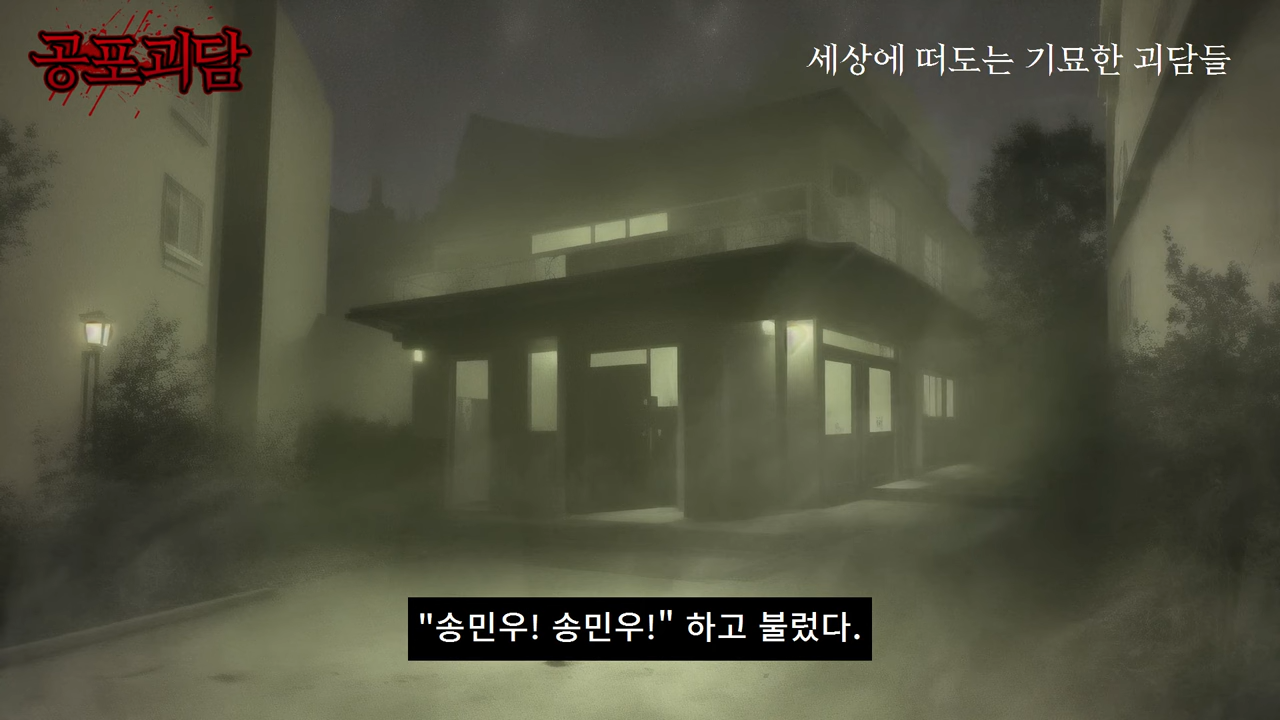 공포괴담
세상에 떠도는 기묘한 괴담들
"송민우! 송민우!" 하고 불렀다.